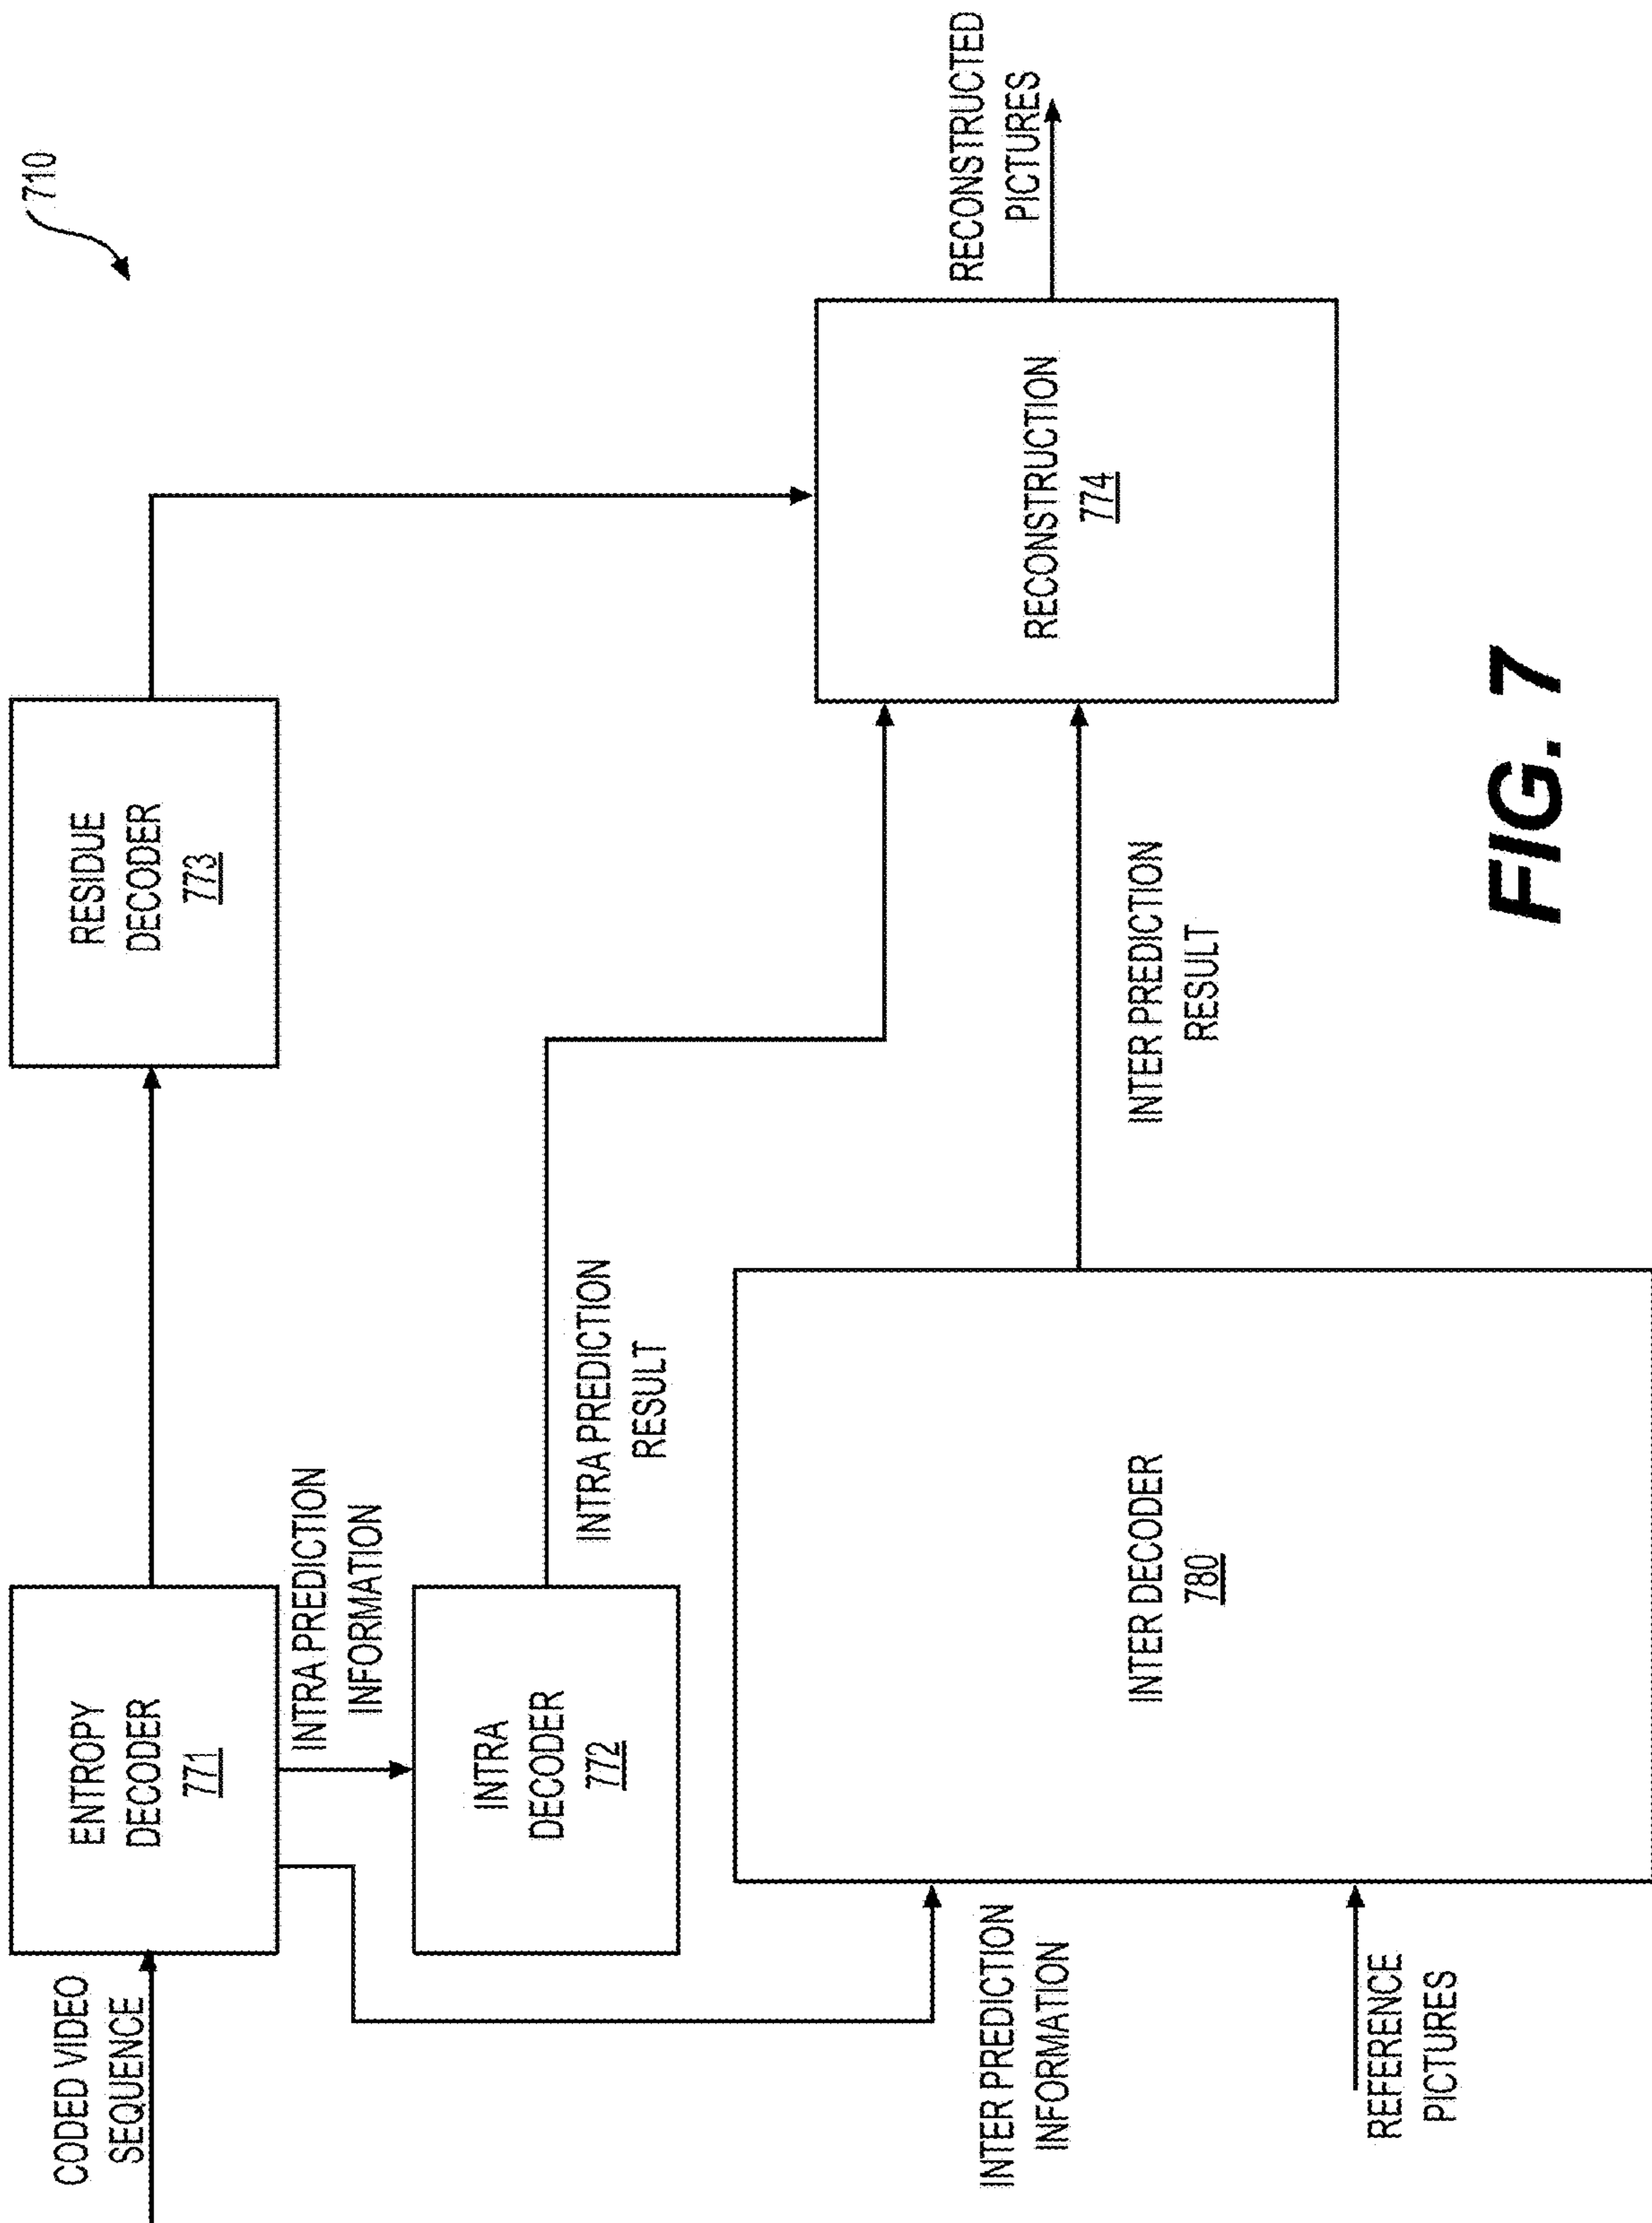 710
CODED VIDEO
SEQUENCE
ENTROPY
DECODER
771
RESIDUE
DECODER
773
INTRA PREDICTION
INFORMATION
INTRA
DECODER
772
INTRA PREDICTION
RESULT
RECONSTRUCTED
PICTURES
RECONSTRUCTION
774
INTER PREDICTION
INFORMATION
INTER DECODER
780
INTER PREDICTION
RESULT
REFERENCE
PICTURES
FIG. 7